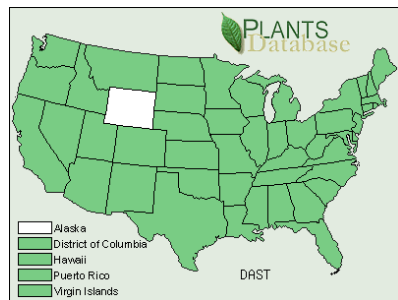 PLANTS
Database
Alaska
District of Columbia
Hawaii
Puerto Rico
Virgin Islands
DAST